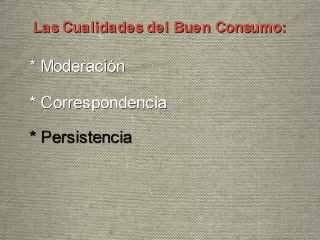 Las Cualidades del Buen Consumo:
* Moderación
* Correspondencia
* Persistencia